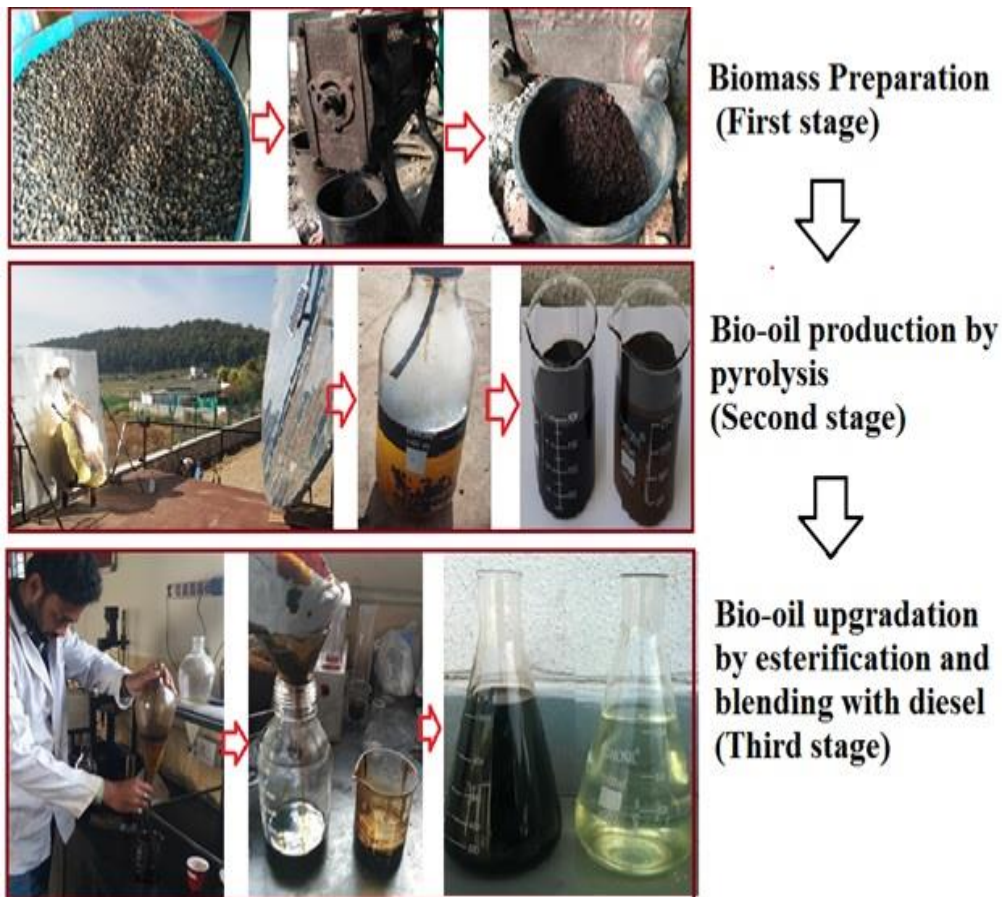 Biomass Preparation
(First stage)
Bio-oil production by
pyrolysis
(Second stage)
Bio-oil upgradation
by esterification and
blending with diesel
(Third stage)